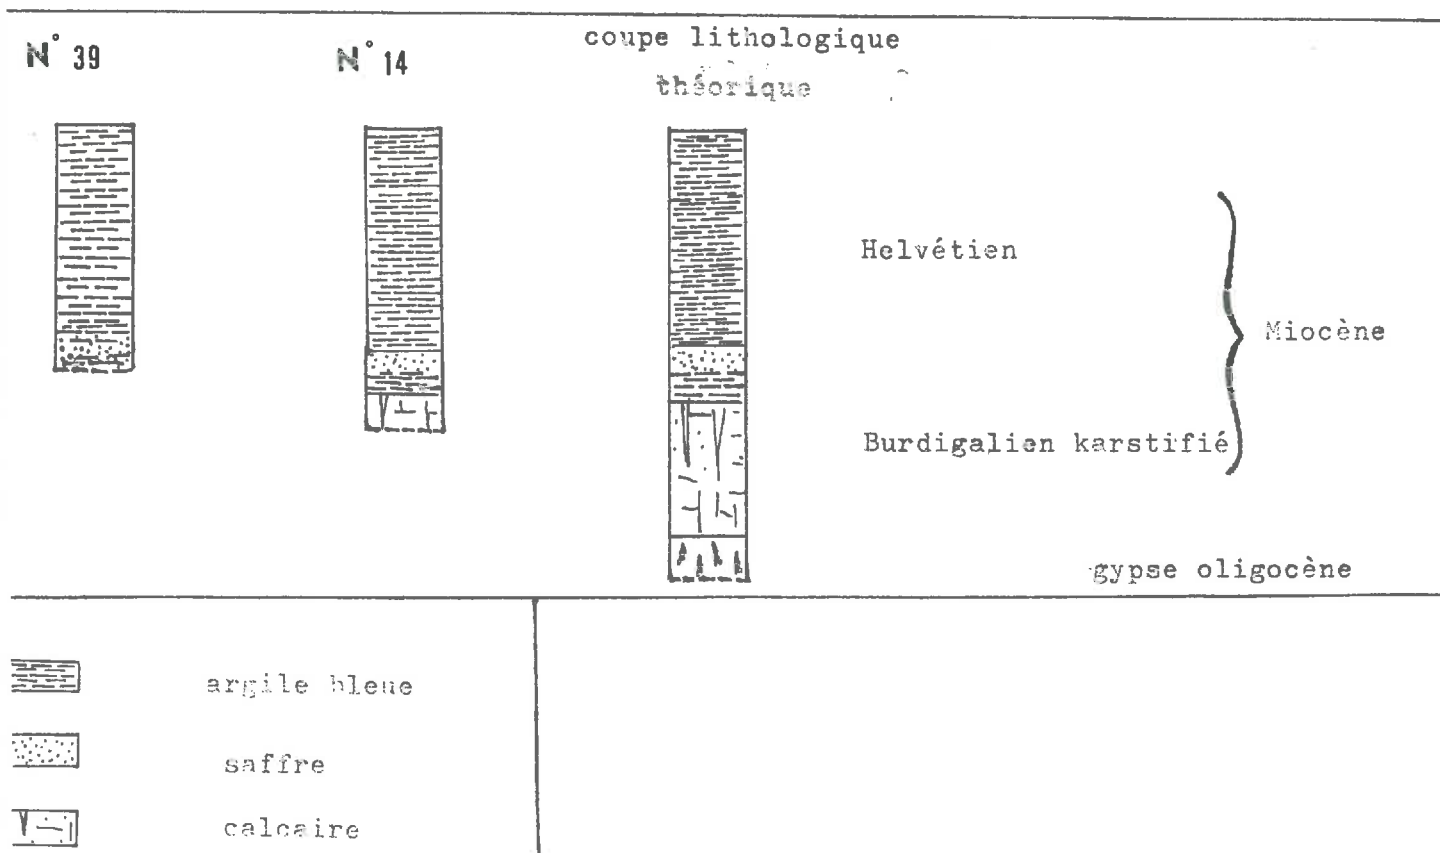 N° 39
N° 14
coupe lithologique
théorique
Helvétien
Miocène
Burdigalien karstifié
gypse oligocène
argile bleue
saffre
calcaire